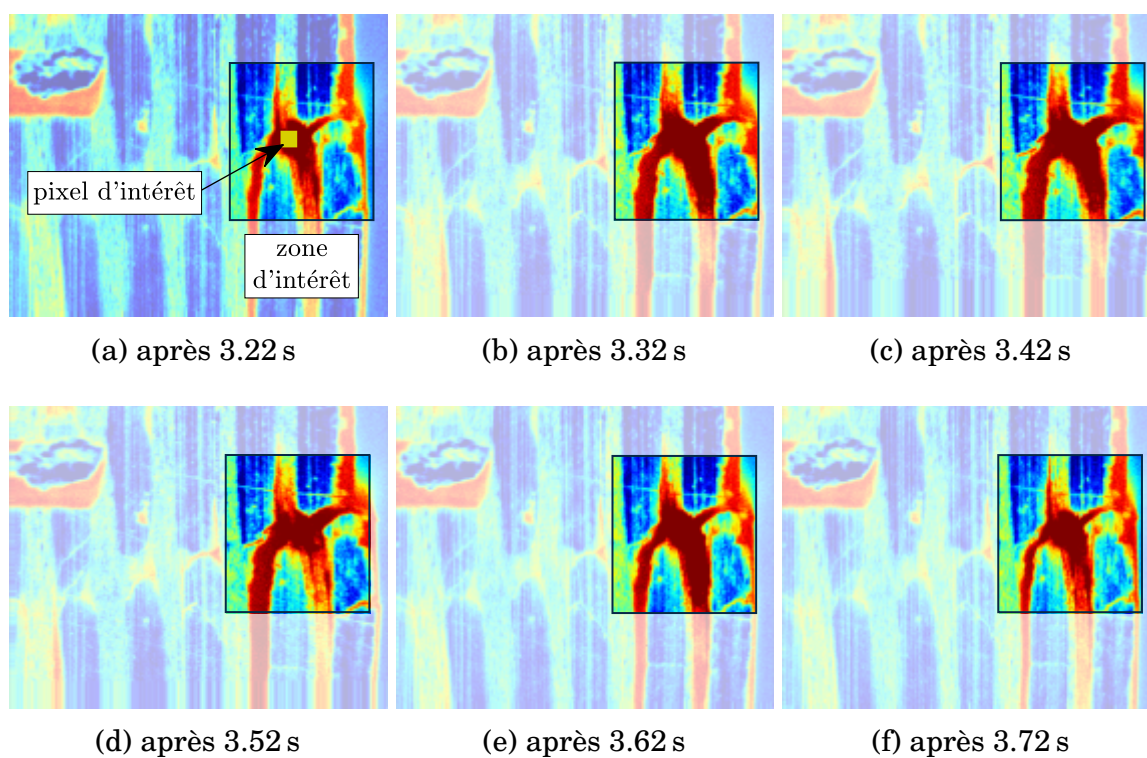 pixel d'intérêt
zone
d'intérêt
(a) après 3.22 s
(b) après 3.32 s
(c) après 3.42 s
(d) après 3.52 s
(e) après 3.62 s
(f) après 3.72 s